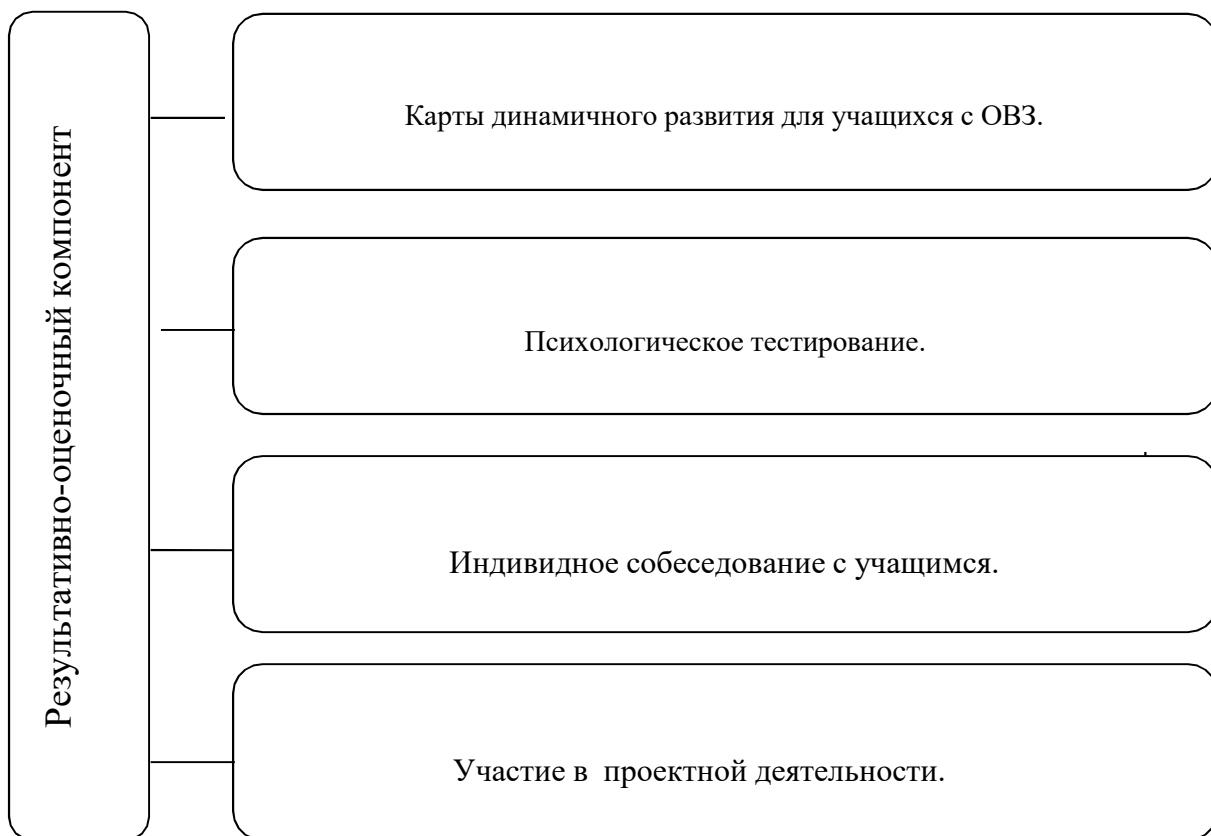 Результативно-оценочный компонент
Карты динамичного развития для учащихся с ОВЗ.
Психологическое тестирование.
Индивидное собеседование с учащимся.
Участие в  проектной деятельности.